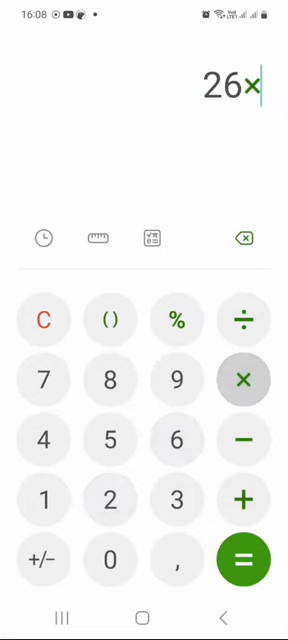 16:08
26×
C () % ÷
7 8 9 ×
4 5 6 −
1 2 3 +
+/− 0 , =